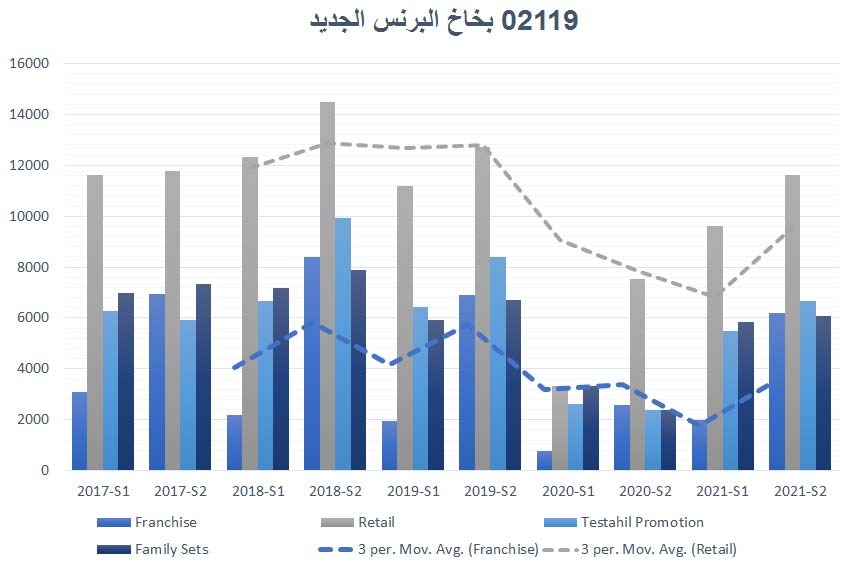 02119 بخاخ البرنس الجديد
16000
14000
12000
10000
8000
6000
4000
2000
0
2017-S1 2017-S2 2018-S1 2018-S2 2019-S1 2019-S2 2020-S1 2020-S2 2021-S1 2021-S2
Franchise Retail Testahil Promotion
Family Sets 3 per. Mov. Avg. (Franchise) 3 per. Mov. Avg. (Retail)